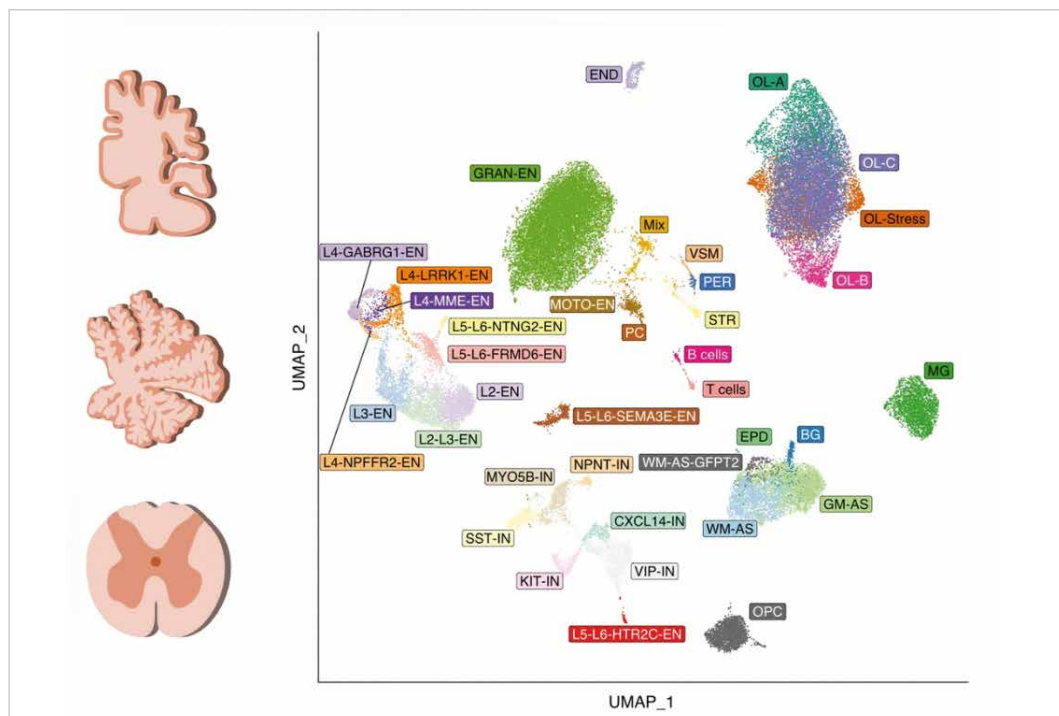 END
OL-A
OL-C
GRAN-EN
OL-Stress
Mix
L4-GABRG1-EN
VSM
L4-LRRK1-EN
PER
OL-B
L4-MME-EN
MOTO-EN
STR
L5-L6-NTNG2-EN
PC
L5-L6-FRMD6-EN
B cells
MG
T cells
L2-EN
L3-EN
L5-L6-SEMA3E-EN
L2-L3-EN
EPD
BG
L4-NPFFR2-EN
NPNT-IN
WM-AS-GFPT2
MYO5B-IN
GM-AS
CXCL14-IN
WM-AS
SST-IN
KIT-IN
VIP-IN
OPC
L5-L6-HTR2C-EN
UMAP_2
UMAP_1